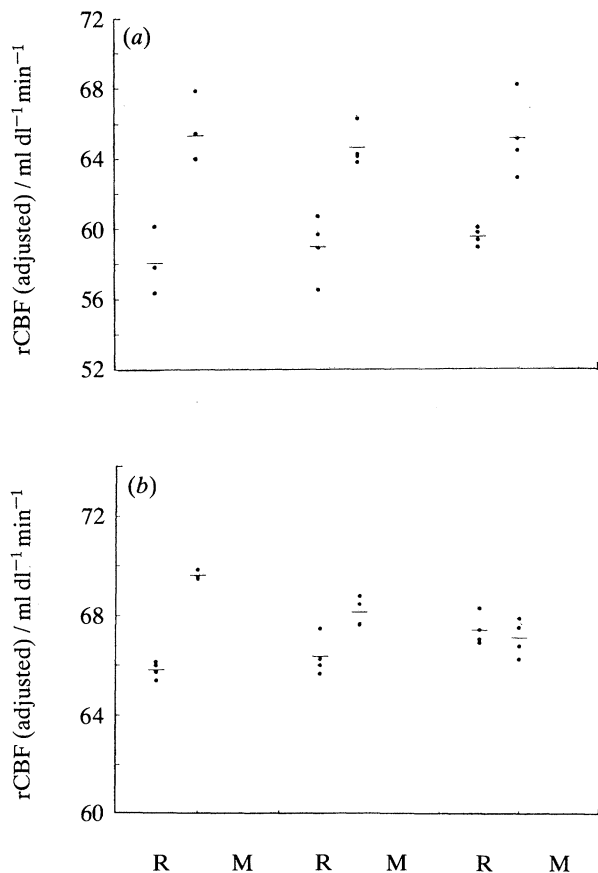 72
(a)
68
64
60
56
52
rCBF (adjusted) / ml dl⁻¹ min⁻¹
(b)
72
68
64
60
rCBF (adjusted) / ml dl⁻¹ min⁻¹
R M R M R M